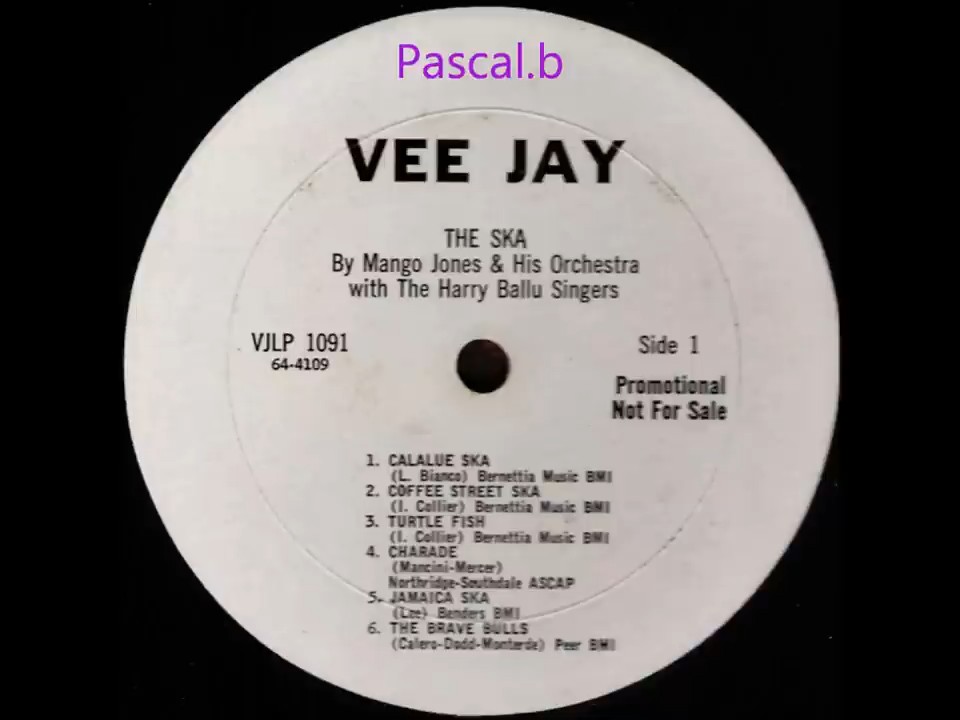 Pascal.b
VEE JAY
THE SKA
By Mango Jones & His Orchestra
with The Harry Ballu Singers
VJLP 1091
64-4109
Side 1
Promotional
Not For Sale
1. CALALUE SKA
(L. Bianco) Bernettia Music BMI
2. COFFEE STREET SKA
(I. Collier) Bernettia Music BMI
3. TURTLE FISH
(I. Collier) Bernettia Music BMI
4. CHARADE
(Mancini-Mercer)
Northridge-Southdale ASCAP
5. JAMAICA SKA
(Lee) Benders BMI
6. THE BRAVE BULLS
(Calero-Dodd-Monterde) Peer BMI